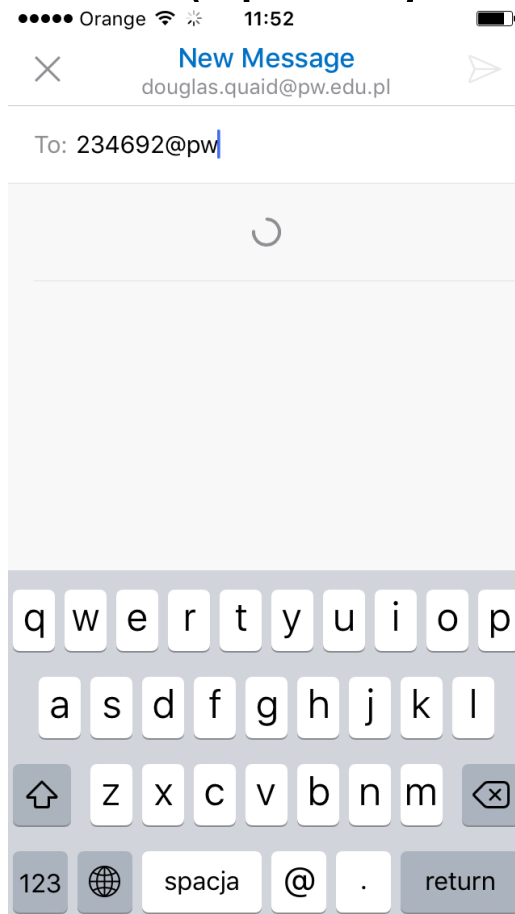 Orange 11:52
New Message
douglas.quaid@pw.edu.pl
To: 234692@pw
q w e r t y u i o p
a s d f g h j k l
z x c v b n m
123 spacja @ . return